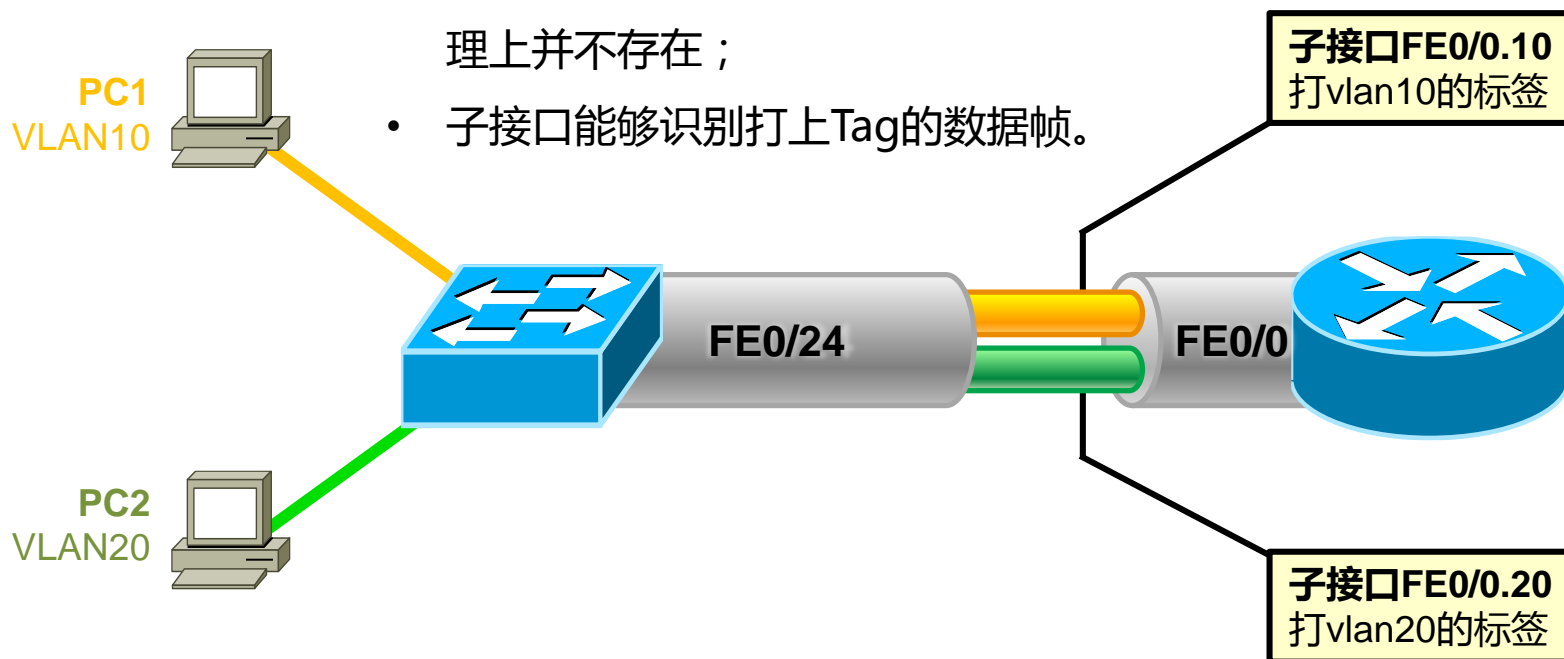 理上并不存在；
• 子接口能够识别打上Tag的数据帧。
PC1
VLAN10
子接口FE0/0.10
打vlan10的标签
FE0/24
FE0/0
PC2
VLAN20
子接口FE0/0.20
打vlan20的标签